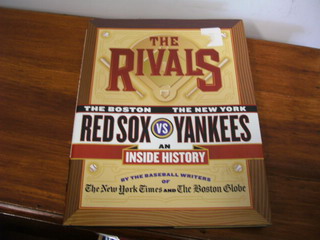 THE
RIVALS
THE BOSTON THE NEW YORK
RED SOX VS YANKEES
AN
INSIDE HISTORY
BY THE BASEBALL WRITERS
OF
The New York Times AND The Boston Globe